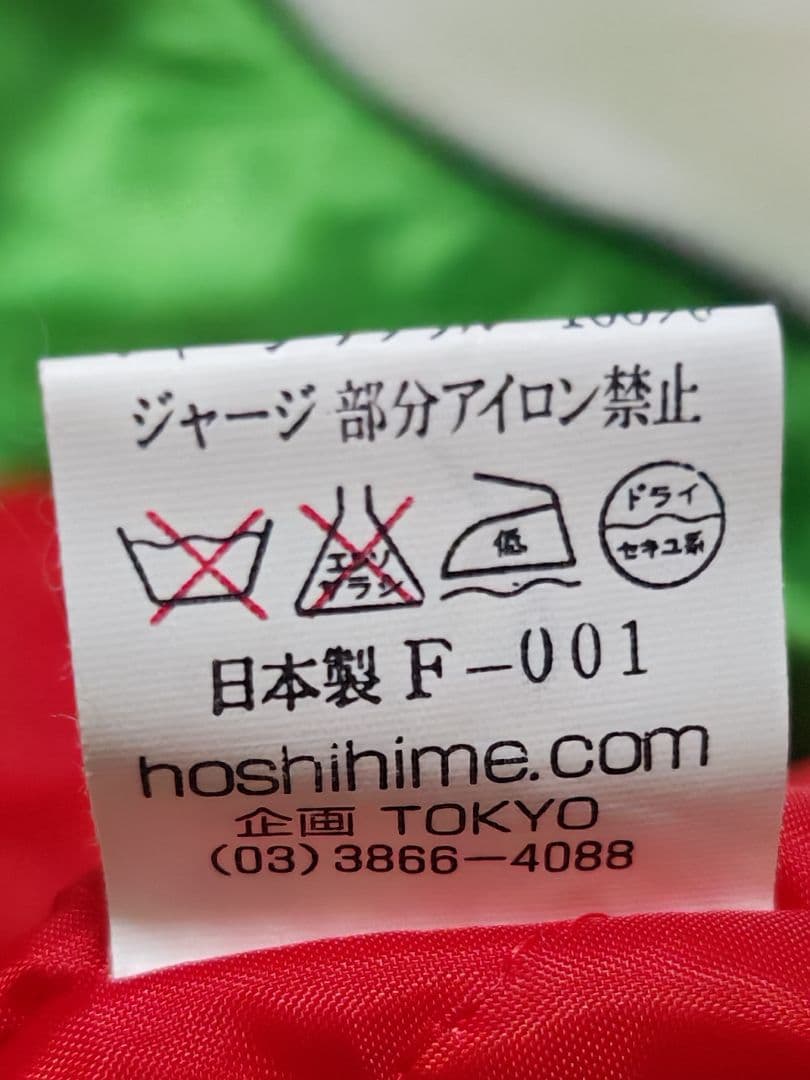 100%
ジャージ 部分アイロン禁止
エンソ
サラシ
低
ドライ
セキユ系
日本製 F-001
hoshihime.com
企画 TOKYO
(03)3866-4088